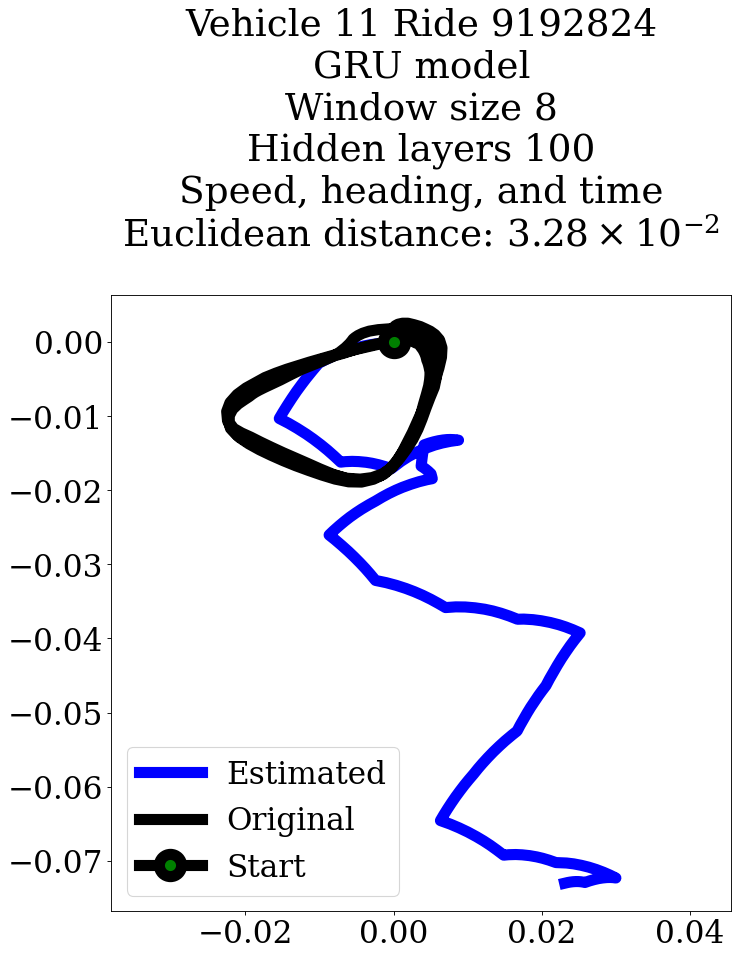 Vehicle 11 Ride 9192824
GRU model
Window size 8
Hidden layers 100
Speed, heading, and time
Euclidean distance: 3.28 × 10⁻²
0.00
−0.01
−0.02
−0.03
−0.04
−0.05
−0.06
−0.07
Estimated
Original
Start
−0.02 0.00 0.02 0.04